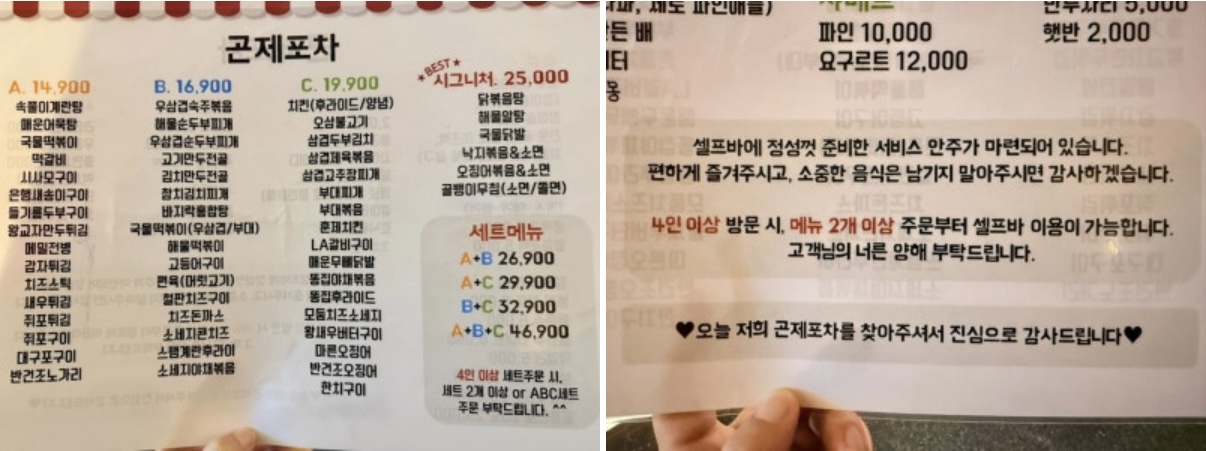 곤제포차
A. 14,900
속풀이계란탕
매운어묵탕
국물떡볶이
떡갈비
시사모구이
은행새송이구이
들기름두부구이
왕교자만두튀김
메밀전병
감자튀김
치즈스틱
새우튀김
쥐포튀김
쥐포구이
대구포구이
반건조노가리
B. 16,900
우삼겹숙주볶음
해물순두부찌개
우삼겹순두부찌개
고기만두전골
김치만두전골
참치김치찌개
바지락홍합탕
국물떡볶이(우삼겹/부대)
해물떡볶이
고등어구이
편육(머릿고기)
철판치즈구이
치즈돈까스
소세지콘치즈
스팸계란후라이
소세지야채볶음
C. 19,900
치킨(후라이드/양념)
오삼불고기
삼겹두부김치
삼겹제육볶음
삼겹고추장찌개
부대찌개
부대볶음
훈제치킨
LA갈비구이
매운무뼈닭발
똥집야채볶음
똥집후라이드
모둠치즈소세지
왕새우버터구이
마른오징어
반건조오징어
한치구이
BEST
시그니처. 25,000
닭볶음탕
해물알탕
국물닭발
낙지볶음&소면
오징어볶음&소면
골뱅이무침(소면/쫄면)
세트메뉴
A+B 26,900
A+C 29,900
B+C 32,900
A+B+C 46,900
4인 이상 세트주문 시,
세트 2개 이상 or ABC세트
주문 부탁드립니다. ^^
파인 10,000
요구르트 12,000
5,000
햇반 2,000
든 배
터
몽
셀프바에 정성껏 준비한 서비스 안주가 마련되어 있습니다.
편하게 즐겨주시고, 소중한 음식은 남기지 말아주시면 감사하겠습니다.
4인 이상 방문 시, 메뉴 2개 이상 주문부터 셀프바 이용이 가능합니다.
고객님의 너른 양해 부탁드립니다.
♥오늘 저희 곤제포차를 찾아주셔서 진심으로 감사드립니다♥